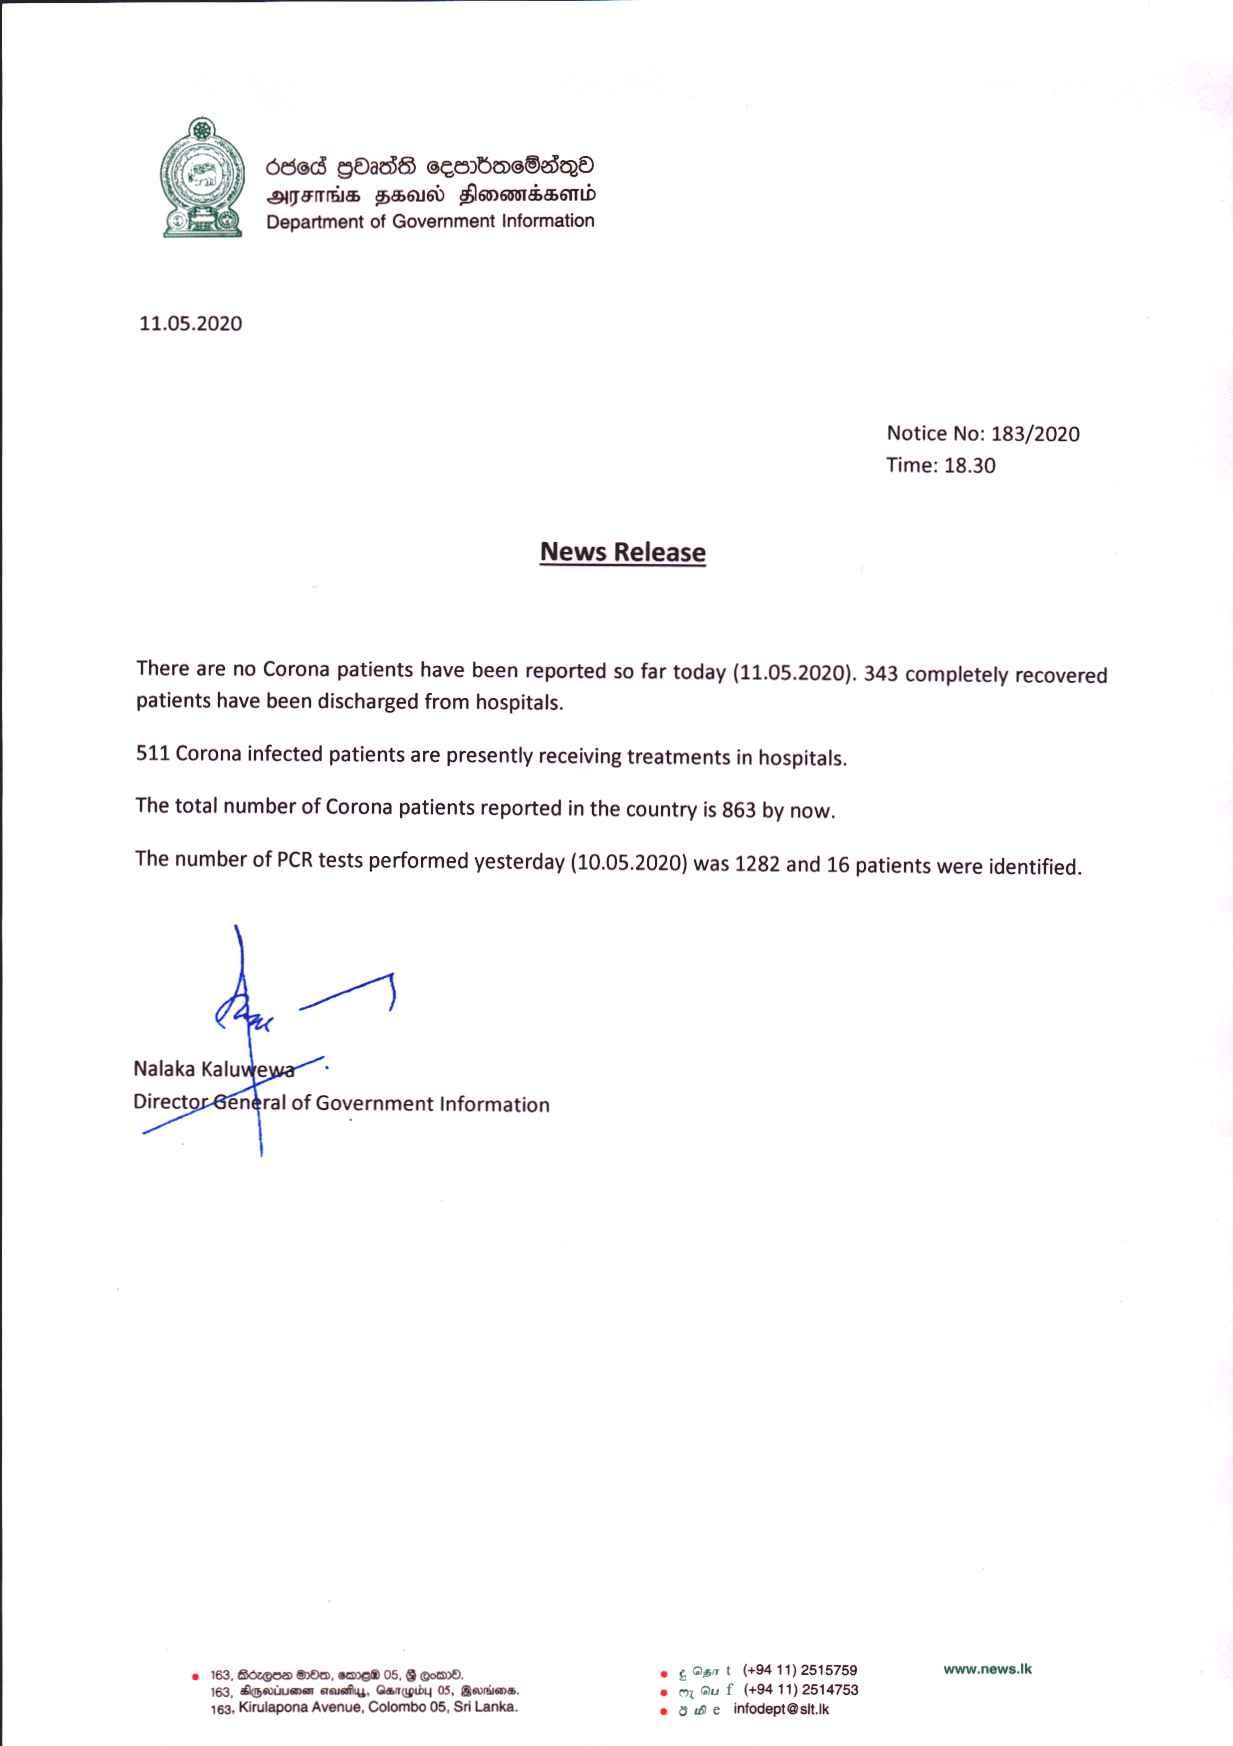 රජයේ ප්‍රවෘත්ති දෙපාර්තමේන්තුව
அரசாங்க தகவல் திணைக்களம்
Department of Government Information
11.05.2020
Notice No: 183/2020
Time: 18.30
News Release
There are no Corona patients have been reported so far today (11.05.2020). 343 completely recovered
patients have been discharged from hospitals.
511 Corona infected patients are presently receiving treatments in hospitals.
The total number of Corona patients reported in the country is 863 by now.
The number of PCR tests performed yesterday (10.05.2020) was 1282 and 16 patients were identified.
Nalaka Kaluwewa
Director General of Government Information
163, කිරුලපන මාවත, කොළඹ 05, ශ්‍රී ලංකාව.
163, கிருலப்பனை எவனியூ, கொழும்பு 05, இலங்கை.
163, Kirulapona Avenue, Colombo 05, Sri Lanka.
දු தொ t (+94 11) 2515759
ෆැ பெ f (+94 11) 2514753
ඊ மி e infodept@slt.lk
www.news.lk